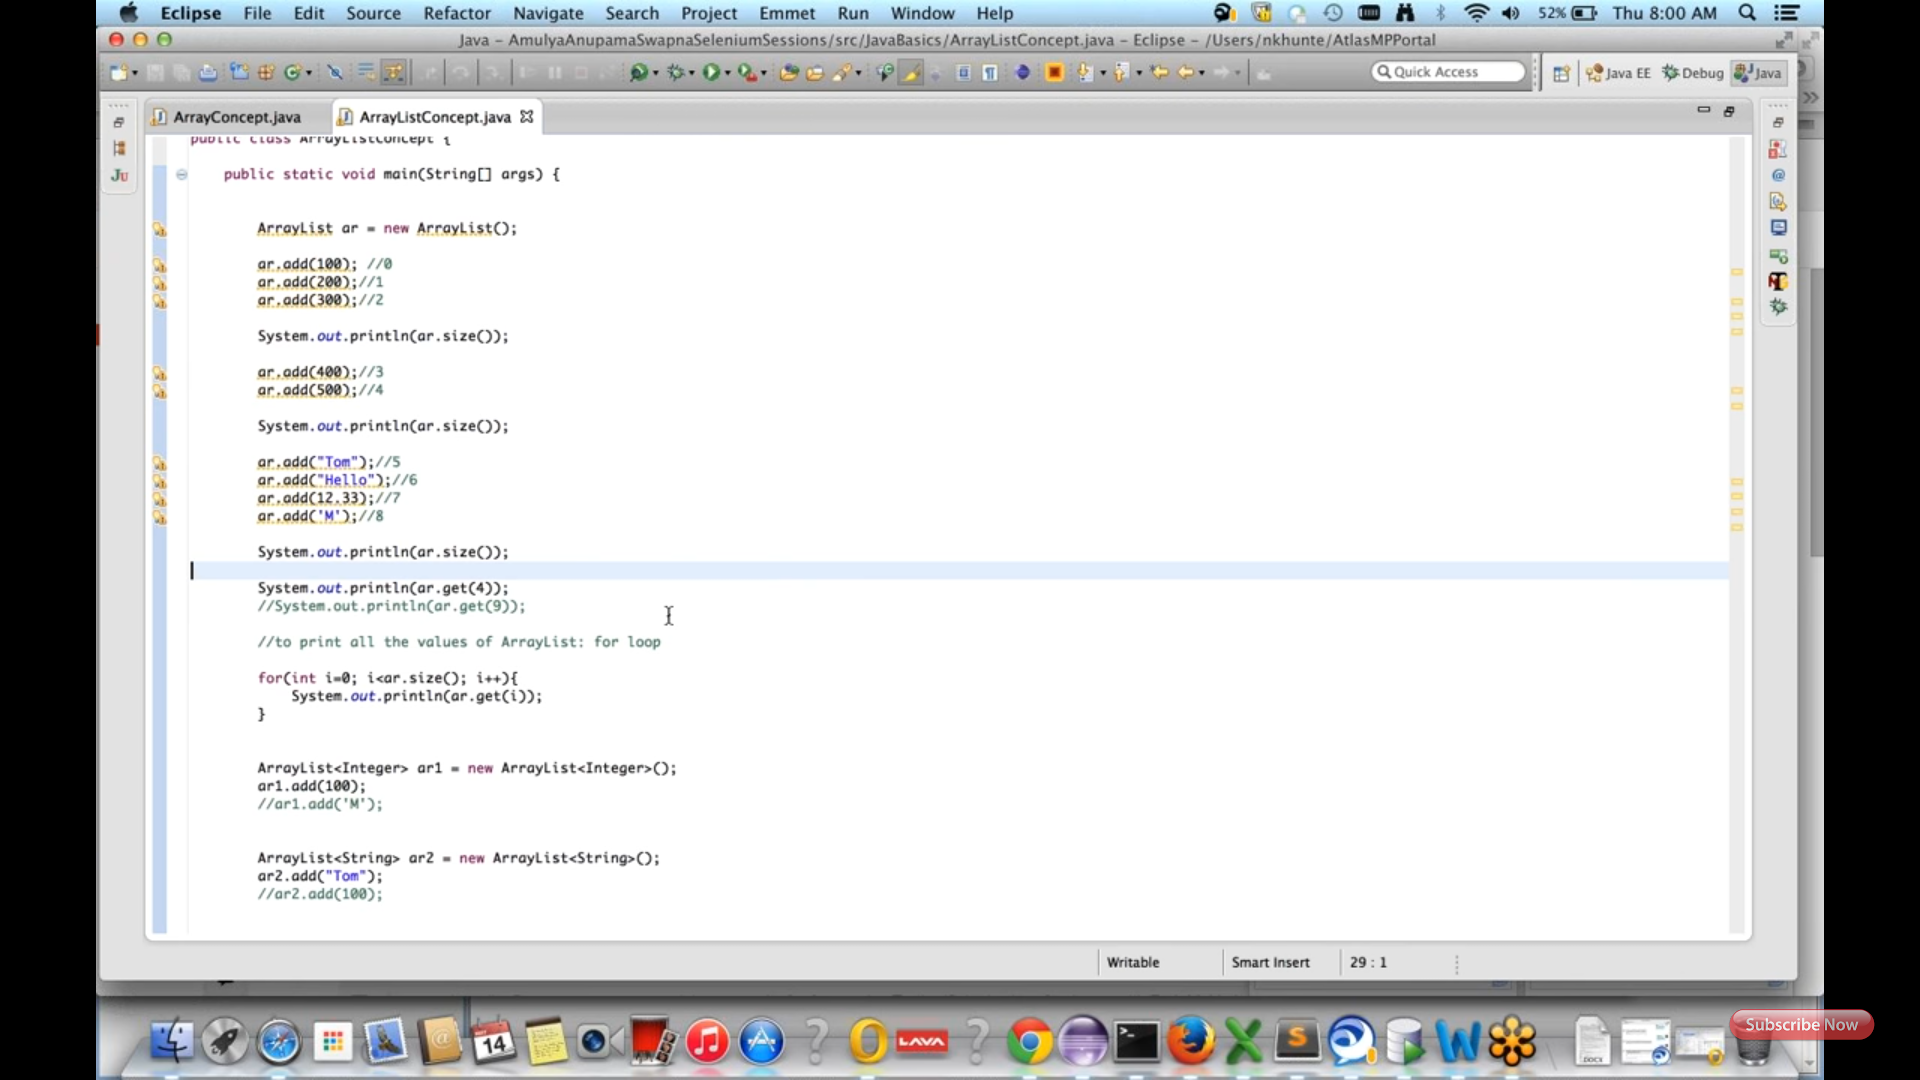 Eclipse File Edit Source Refactor Navigate Search Project Emmet Run Window Help 52% Thu 8:00 AM
Java – AmulyaAnupamaSwapnaSeleniumSessions/src/JavaBasics/ArrayListConcept.java – Eclipse – /Users/nkhunte/AtlasMPPortal
Quick Access Java EE Debug Java
ArrayConcept.java ArrayListConcept.java
public class ArrayListConcept {
public static void main(String[] args) {
ArrayList ar = new ArrayList();
ar.add(100); //0
ar.add(200);//1
ar.add(300);//2
System.out.println(ar.size());
ar.add(400);//3
ar.add(500);//4
System.out.println(ar.size());
ar.add("Tom");//5
ar.add("Hello");//6
ar.add(12.33);//7
ar.add('M');//8
System.out.println(ar.size());
System.out.println(ar.get(4));
//System.out.println(ar.get(9));
//to print all the values of ArrayList: for loop
for(int i=0; i<ar.size(); i++){
System.out.println(ar.get(i));
}
ArrayList<Integer> ar1 = new ArrayList<Integer>();
ar1.add(100);
//ar1.add('M');
ArrayList<String> ar2 = new ArrayList<String>();
ar2.add("Tom");
//ar2.add(100);
Writable Smart Insert 29 : 1
14
LAVA
DOCX
Subscribe Now